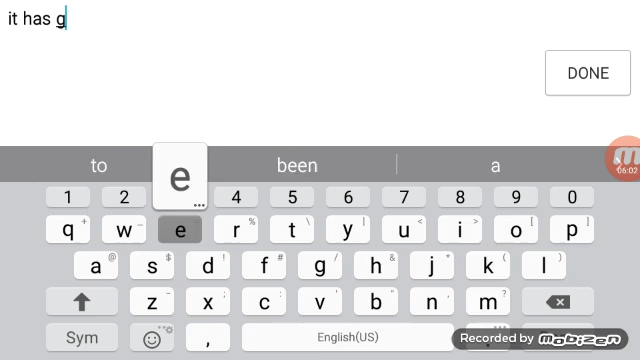 it has g
DONE
to been a
06:02
e
...
1 2 4 5 6 7 8 9 0
q + w _ e r % t \ y | u < i > o [ p ]
a @ s $ d ! f # g / h & j * k ( l )
z - x ; c : v ' b " n , m ?
Sym , English(US) .
Recorded by mobizen